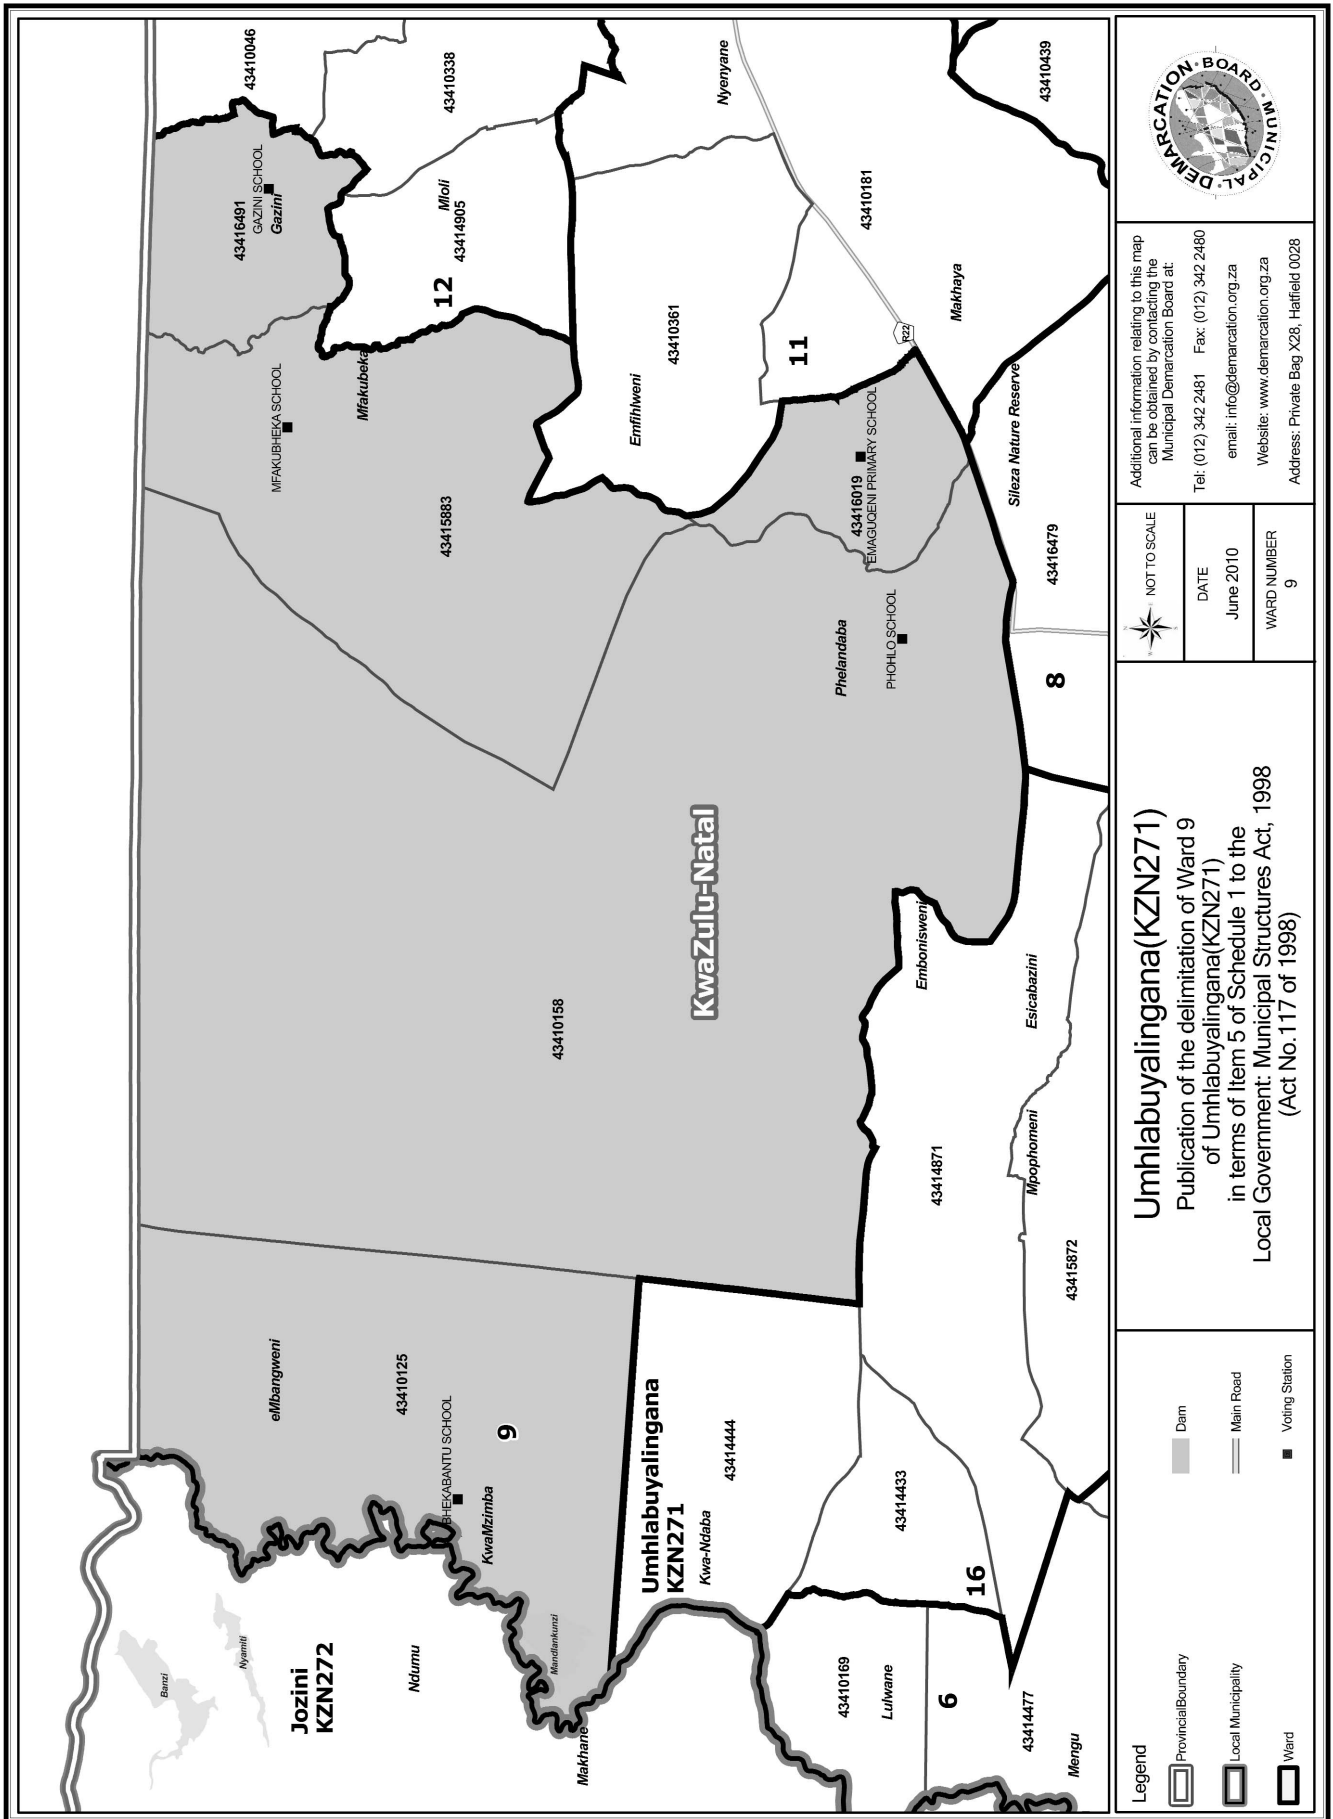 Banzi
Nyamiti
Jozini
KZN272
Ndumu
Mandlankunzi
Makhane
eMbangweni
43410125
BHEKABANTU SCHOOL
9
KwaMzimba
43410158
KwaZulu-Natal
MFAKUBHEKA SCHOOL
Mfakubeka
43415883
43416491
GAZINI SCHOOL
Gazini
43410046
43410338
Mloli
43414905
12
Emfihlweni
43410361
11
Nyenyane
43410181
Makhaya
R22
43410439
43416019
EMAGUQENI PRIMARY SCHOOL
Phelandaba
PHOHLO SCHOOL
Sileza Nature Reserve
43416479
8
Umhlabuyalingana
KZN271
Kwa-Ndaba
43414444
43414433
16
43410169
Lulwane
6
43414477
Mengu
Embonisweni
Esicabazini
43414871
Mpophomeni
43415872
Legend
ProvincialBoundary
Local Municipality
Ward
Dam
Main Road
Voting Station
Umhlabuyalingana(KZN271)
Publication of the delimitation of Ward 9
of Umhlabuyalingana(KZN271)
in terms of Item 5 of Schedule 1 to the
Local Government: Municipal Structures Act, 1998
(Act No.117 of 1998)
NOT TO SCALE
DATE
June 2010
WARD NUMBER
9
Additional information relating to this map
can be obtained by contacting the
Municipal Demarcation Board at:
Tel: (012) 342 2481 Fax: (012) 342 2480
email: info@demarcation.org.za
Website: www.demarcation.org.za
Address: Private Bag X28, Hatfield 0028
MUNICIPAL • DEMARCATION • BOARD •